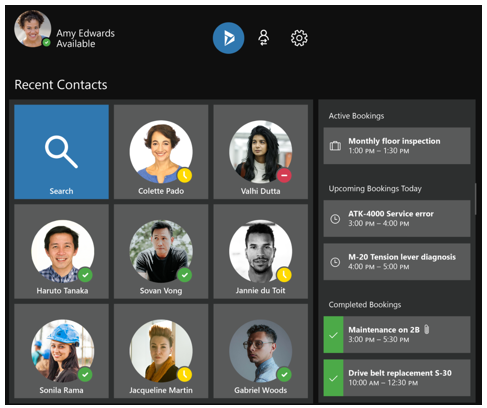 Amy Edwards
Available
Recent Contacts
Search
Colette Pado
Valhi Dutta
Haruto Tanaka
Sovan Vong
Jannie du Toit
Sonila Rama
Jacqueline Martin
Gabriel Woods
Active Bookings
Monthly floor inspection
1:00 PM – 1:30 PM
Upcoming Bookings Today
ATK-4000 Service error
3:00 PM – 4:00 PM
M-20 Tension lever diagnosis
4:00 PM – 5:00 PM
Completed Bookings
Maintenance on 2B
3:00 PM – 5:30 PM
Drive belt replacement S-30
10:00 AM – 12:30 PM